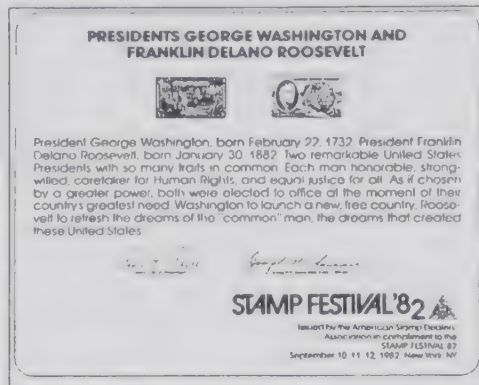 PRESIDENTS GEORGE WASHINGTON AND
FRANKLIN DELANO ROOSEVELT
President George Washington, born February 22, 1732. President Franklin
Delano Roosevelt, born January 30, 1882. Two remarkable United States
Presidents with so many traits in common. Each man honorable, strong-
willed, caretaker for Human Rights, and equal justice for all. As if chosen
by a greater power, both were elected to office at the moment of their
country's greatest need. Washington to launch a new, free country, Roose-
velt to refresh the dreams of the "common" man, the dreams that created
these United States
STAMP FESTIVAL '82
Issued by the American Stamp Dealers
Association in compliment to the
STAMP FESTIVAL 82
September 10 11 12, 1982 New York NY